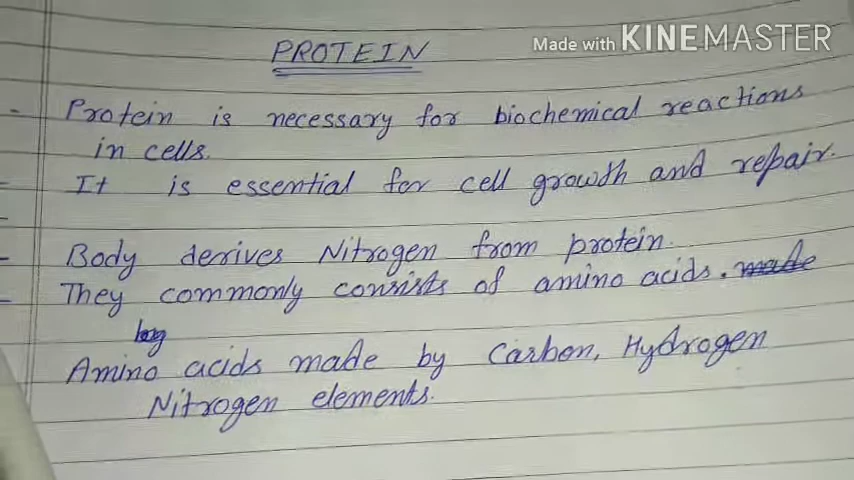 PROTEIN
Made with KINEMASTER
- Protein is necessary for biochemical reactions
in cells.
- It is essential for cell growth and repair.
-
- Body derives Nitrogen from protein.
- They commonly consists of amino acids. made
Amino acids made by Carbon, Hydrogen
Nitrogen elements.